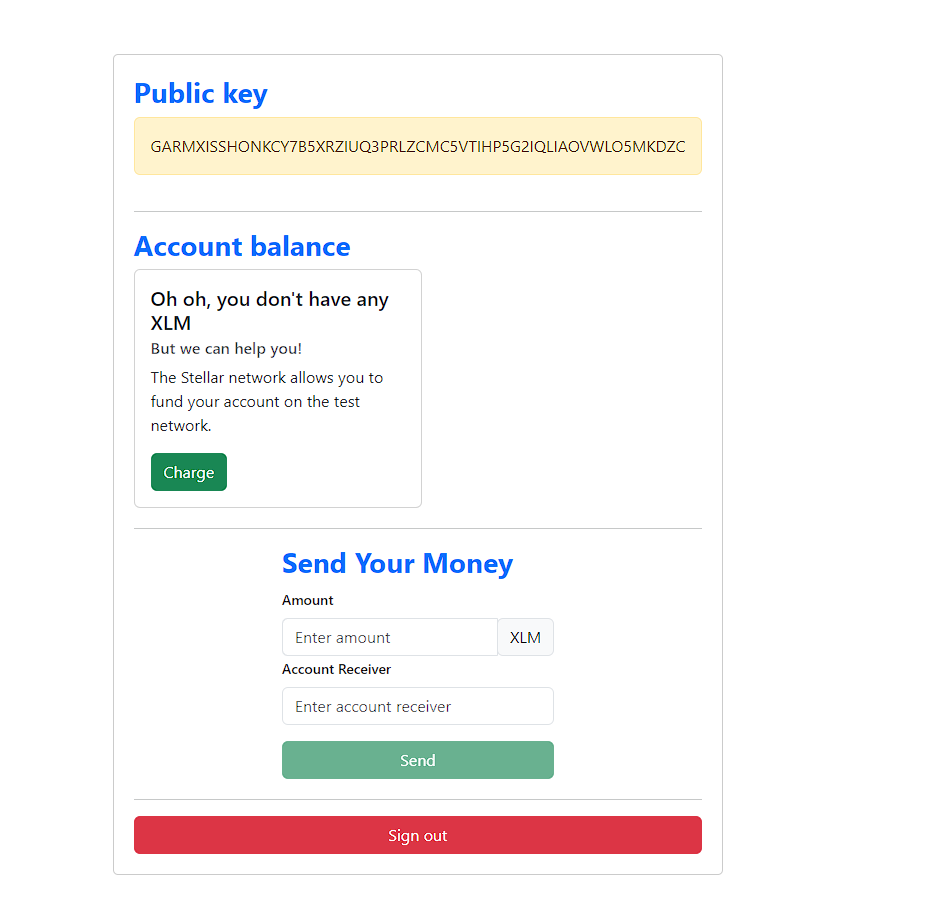 Public key
GARMXISSHONKCY7B5XRZIUQ3PRLZCMC5VTIHP5G2IQLIAOVWLO5MKDZC
Account balance
Oh oh, you don't have any
XLM
But we can help you!
The Stellar network allows you to
fund your account on the test
network.
Charge
Send Your Money
Amount
Enter amount XLM
Account Receiver
Enter account receiver
Send
Sign out